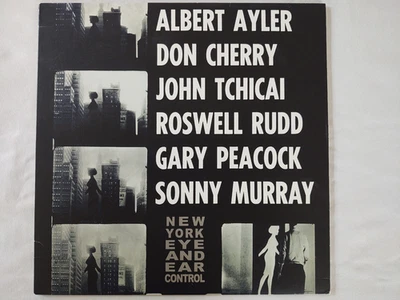 ALBERT AYLER
DON CHERRY
JOHN TCHICAI
ROSWELL RUDD
GARY PEACOCK
SONNY MURRAY
NEW
YORK
EYE
AND
EAR
CONTROL